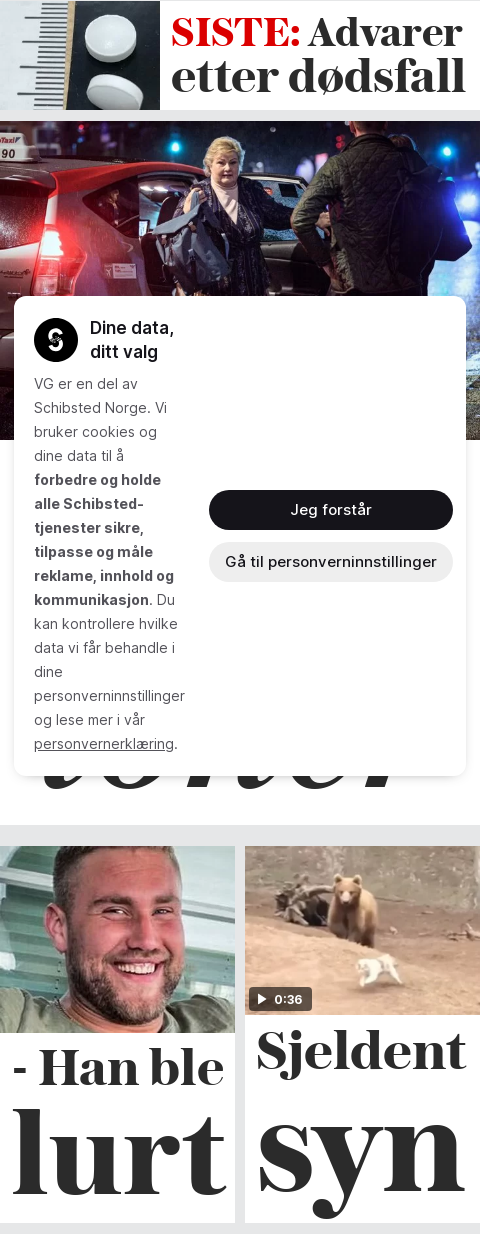 SISTE: Advarer
etter dødsfall
90
Dine data,
ditt valg
VG er en del av
Schibsted Norge. Vi
bruker cookies og
dine data til å
forbedre og holde
alle Schibsted-
tjenester sikre,
tilpasse og måle
reklame, innhold og
kommunikasjon. Du
kan kontrollere hvilke
data vi får behandle i
dine
personverninnstillinger
og lese mer i vår
personvernerklæring.
Jeg forstår
Gå til personverninnstillinger
0:36
- Han ble
lurt
Sjeldent
syn